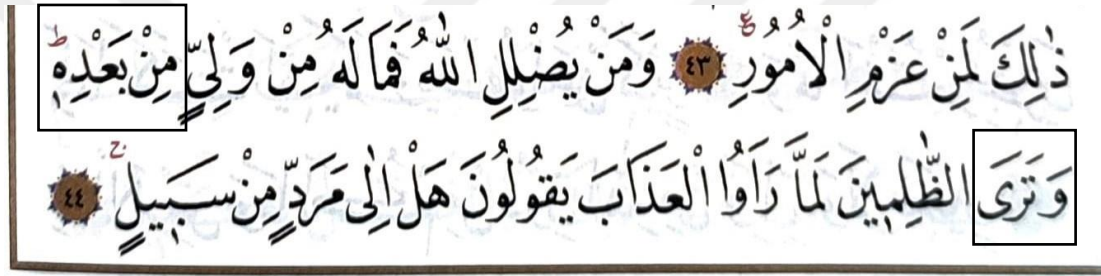 ذٰلِكَ لَمِنْ عَزْمِ الْاُمُوْرِ ۧ ﴿٤٣﴾ وَمَنْ يُضْلِلِ اللّٰهُ فَمَا لَهٗ مِنْ وَلِيٍّ مِنْ بَعْدِهٖ ؕ
وَتَرَى الظّٰلِمِيْنَ لَمَّا رَاَوُا الْعَذَابَ يَقُوْلُوْنَ هَلْ اِلٰى مَرَدٍّ مِنْ سَبِيْلٍ ۚ ﴿٤٤﴾